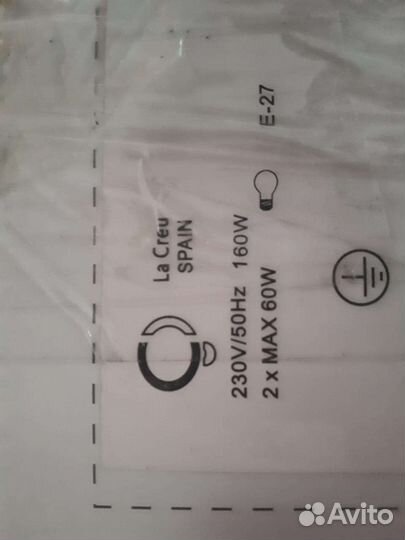 La Creu
SPAIN
230V/50Hz 160W
2 x MAX 60W
E-27
Avito